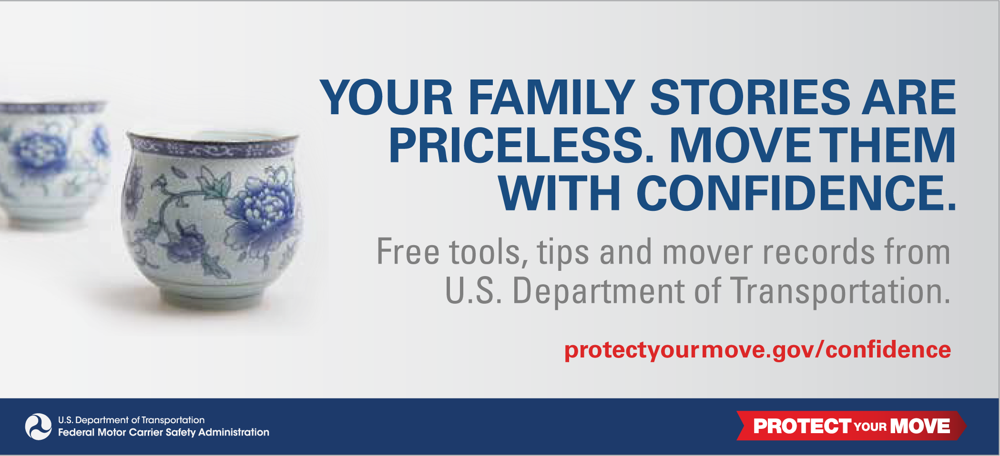 YOUR FAMILY STORIES ARE
PRICELESS. MOVE THEM
WITH CONFIDENCE.
Free tools, tips and mover records from
U.S. Department of Transportation.
protectyourmove.gov/confidence
U.S. Department of Transportation
Federal Motor Carrier Safety Administration
PROTECT YOUR MOVE